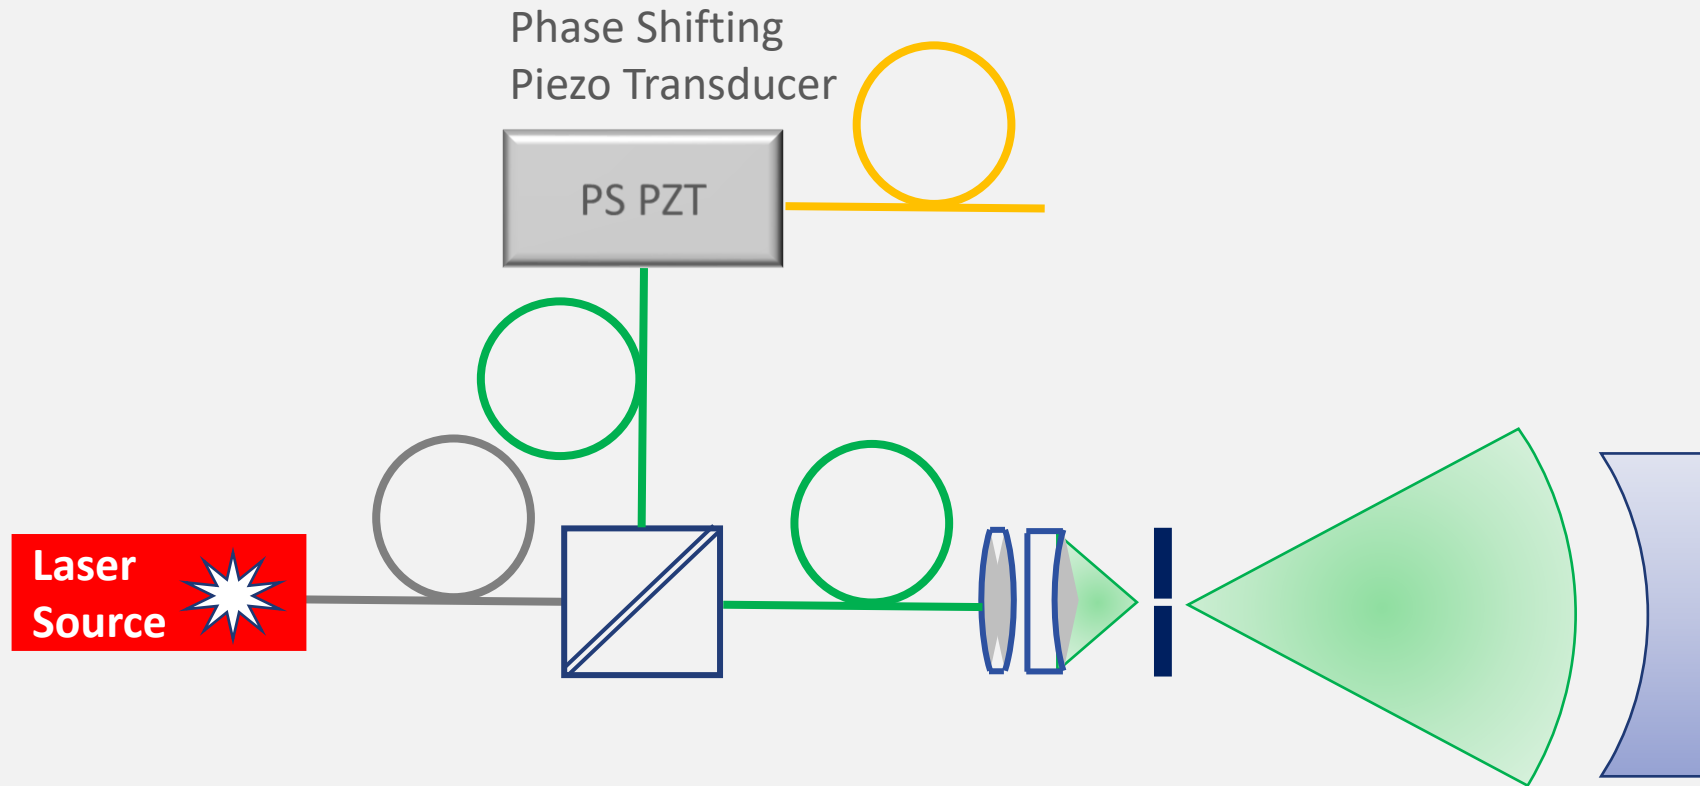 Phase Shifting
Piezo Transducer
PS PZT
Laser
Source